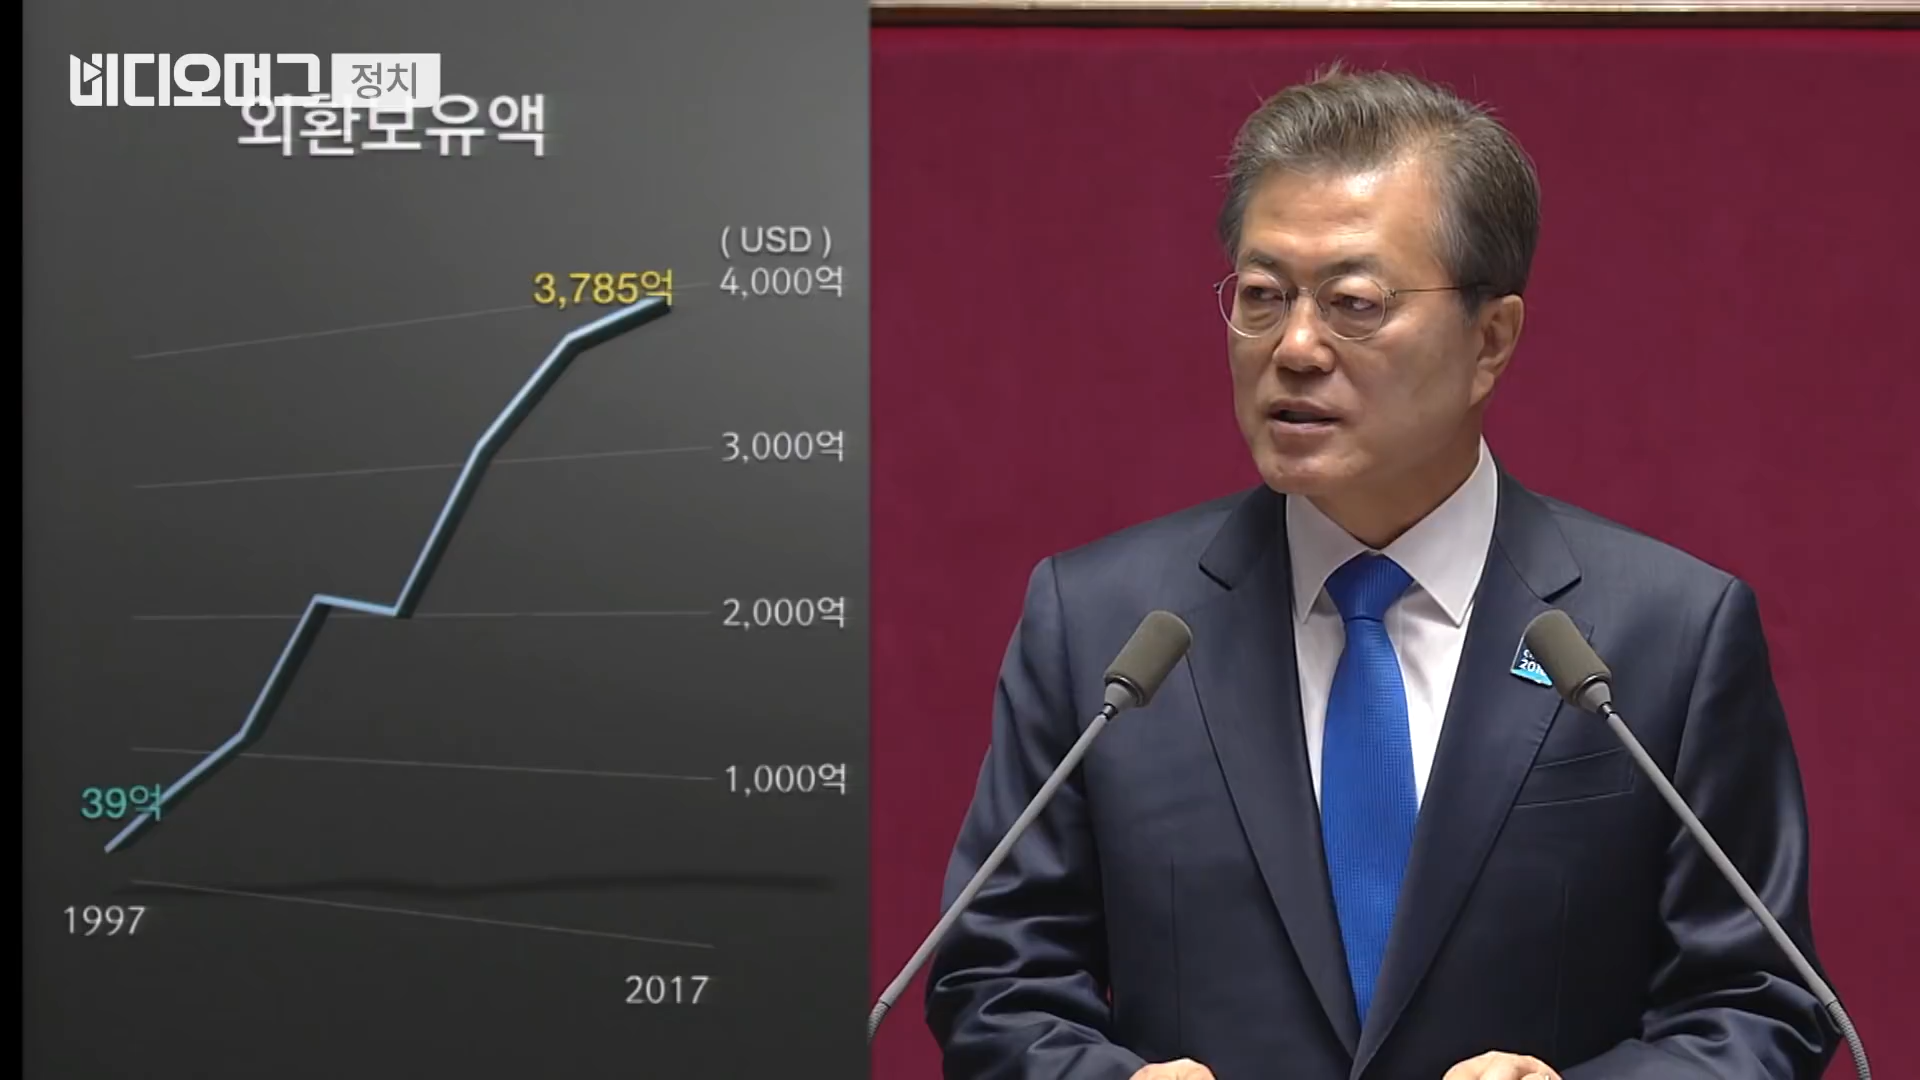 비디오머그 정치
외환보유액
( USD )
3,785억
4,000억
3,000억
2,000억
1,000억
39억
1997
2017